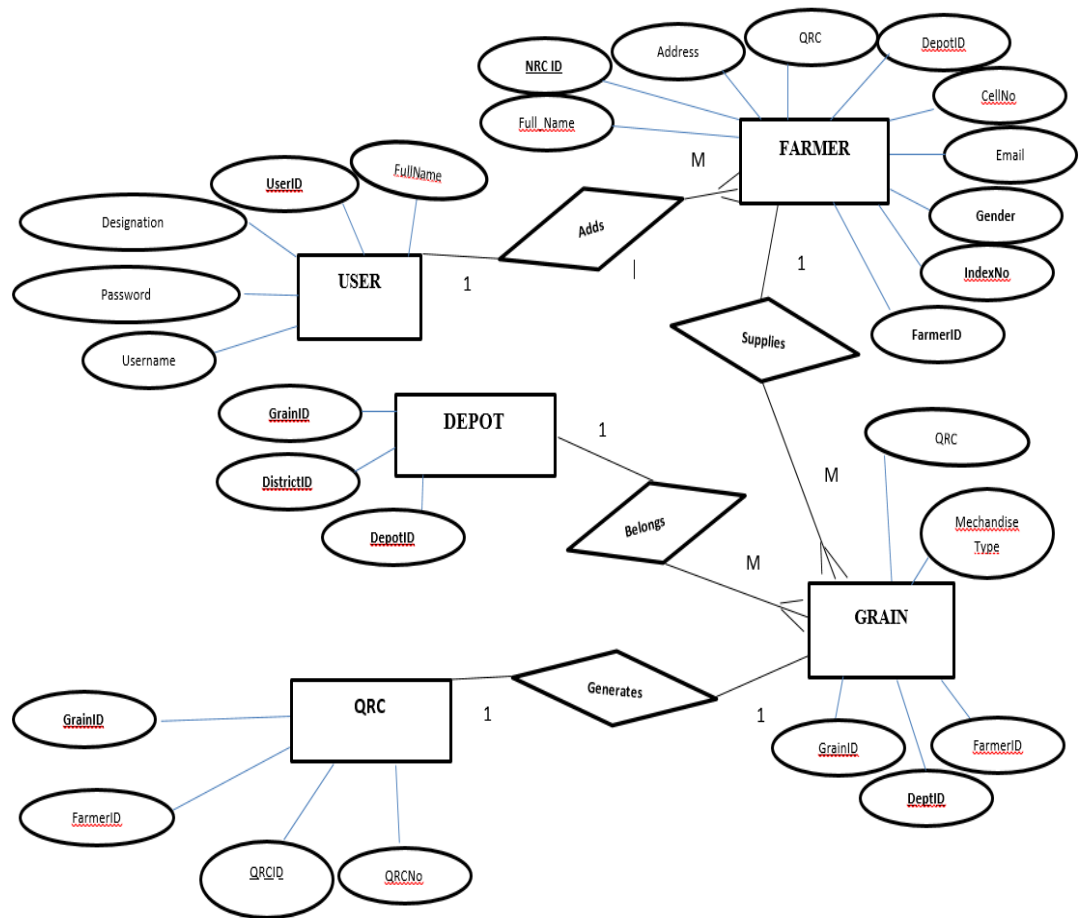 QRC
DepotID
Address
NRC ID
CellNo
Full_Name
FARMER
Email
M
FullName
UserID
Gender
Designation
Adds
IndexNo
USER
1
1
Password
Supplies
FarmerID
Username
GrainID
DEPOT
1
QRC
DistrictID
M
Belongs
Mechandise
Type
DepotID
M
GRAIN
Generates
QRC
1
1
GrainID
FarmerID
GrainID
DeptID
FarmerID
QRCID
QRCNo